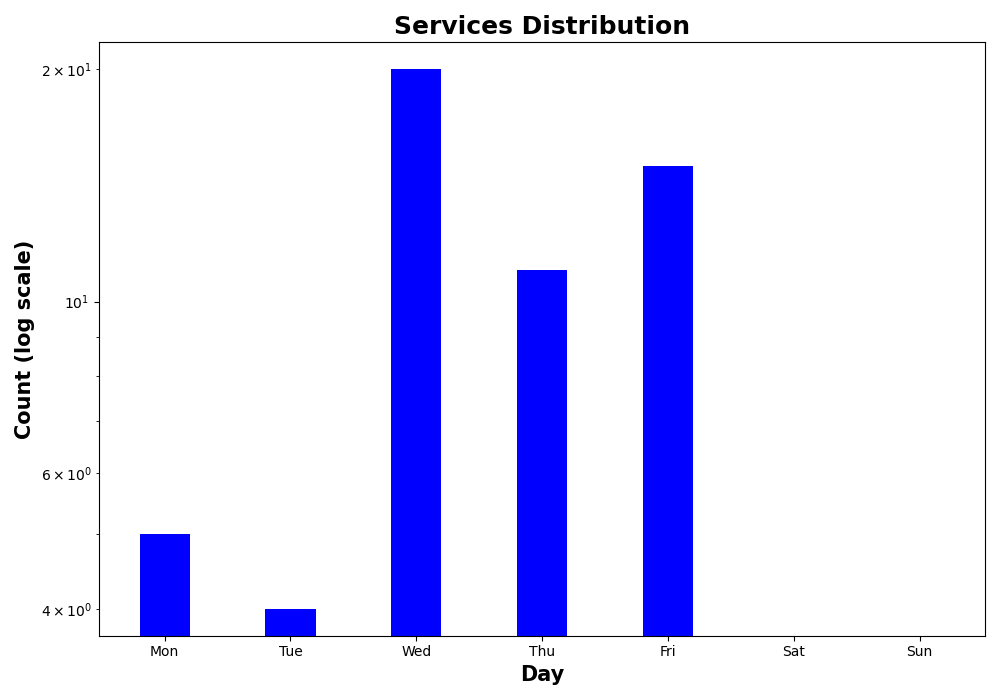 Services Distribution
Count (log scale)
2 × 10¹
10¹
6 × 10⁰
4 × 10⁰
Mon Tue Wed Thu Fri Sat Sun
Day